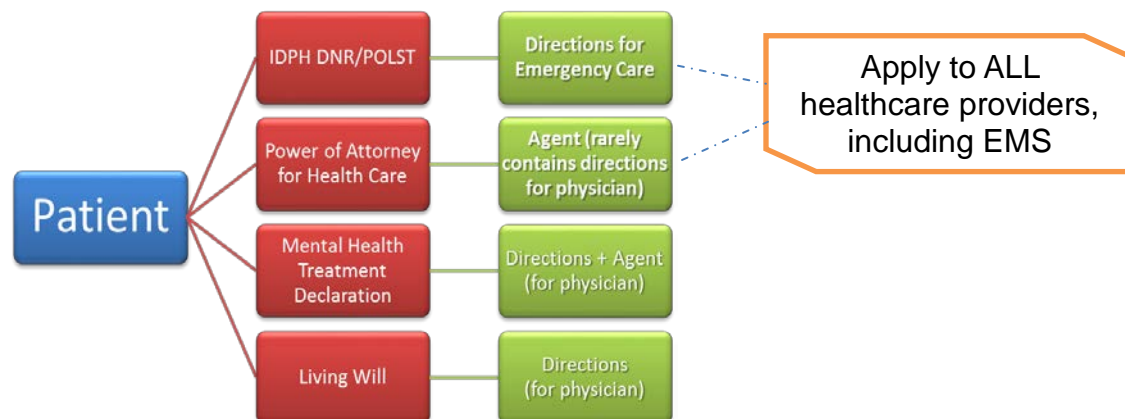 IDPH DNR/POLST
Directions for
Emergency Care
Apply to ALL
healthcare providers,
including EMS
Patient
Power of Attorney
for Health Care
Agent (rarely
contains directions
for physician)
Mental Health
Treatment
Declaration
Directions + Agent
(for physician)
Living Will
Directions
(for physician)